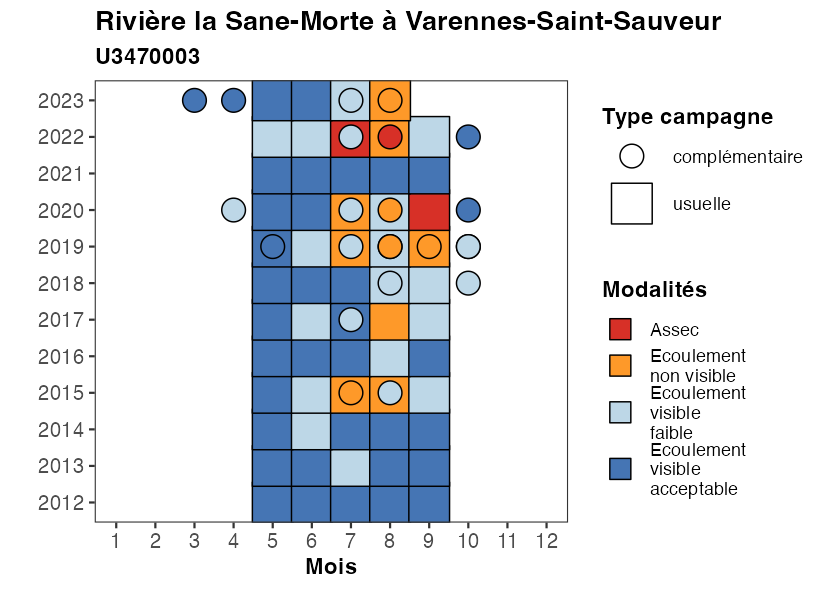 Rivière la Sane-Morte à Varennes-Saint-Sauveur
U3470003
2023
2022
2021
2020
2019
2018
2017
2016
2015
2014
2013
2012
1 2 3 4 5 6 7 8 9 10 11 12
Mois
Type campagne
complémentaire
usuelle
Modalités
Assec
Ecoulement
non visible
Ecoulement
visible
faible
Ecoulement
visible
acceptable